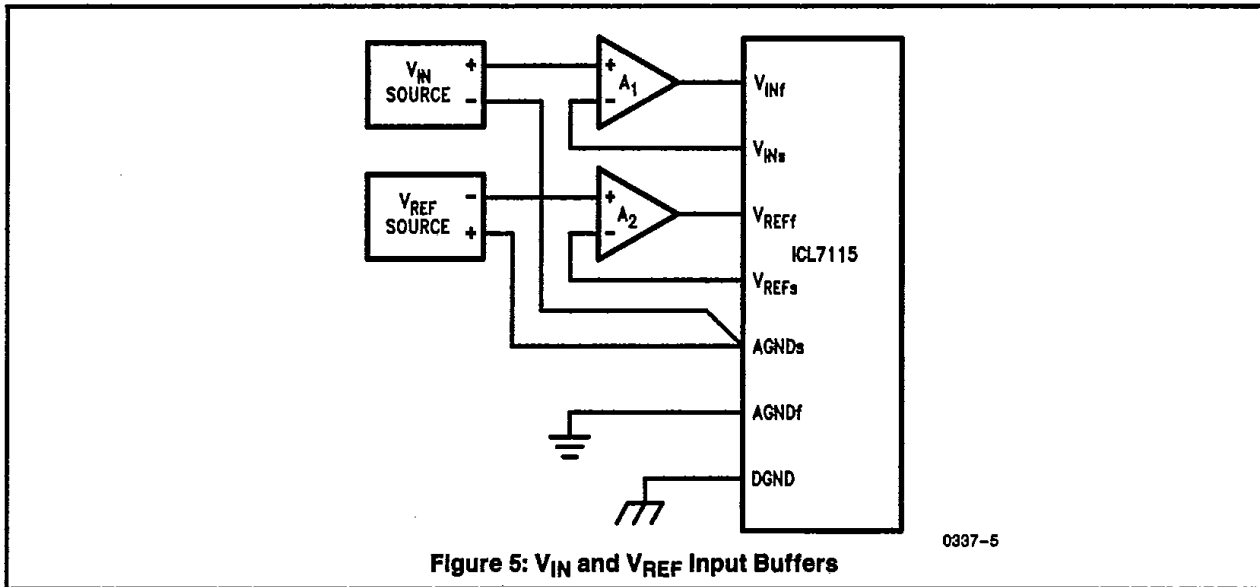 V_IN SOURCE + −
A_1 + −
V_INf
V_INs
V_REF SOURCE − +
A_2 + −
V_REFf
ICL7115
V_REFs
AGNDs
AGNDf
DGND
0337-5
Figure 5: V_IN and V_REF Input Buffers